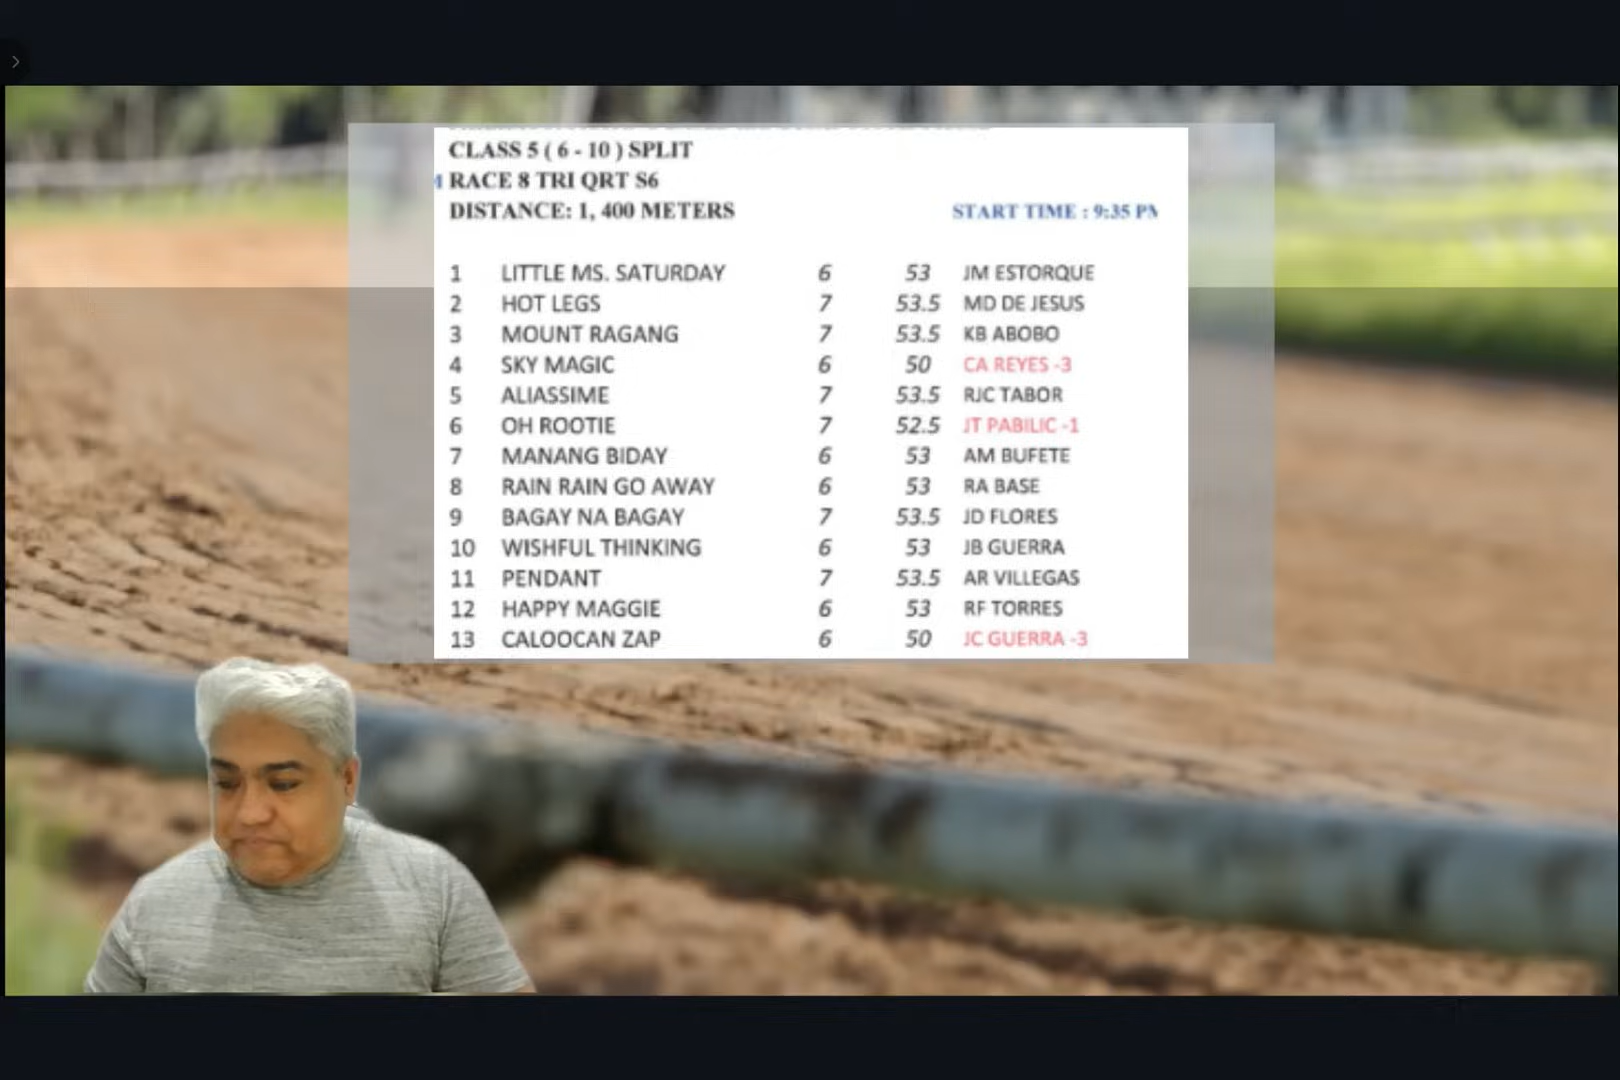 CLASS 5 ( 6 - 10 ) SPLIT
RACE 8 TRI QRT S6
DISTANCE: 1, 400 METERS START TIME : 9:35 PM
1 LITTLE MS. SATURDAY 6 53 JM ESTORQUE
2 HOT LEGS 7 53.5 MD DE JESUS
3 MOUNT RAGANG 7 53.5 KB ABOBO
4 SKY MAGIC 6 50 CA REYES -3
5 ALIASSIME 7 53.5 RJC TABOR
6 OH ROOTIE 7 52.5 JT PABILIC -1
7 MANANG BIDAY 6 53 AM BUFETE
8 RAIN RAIN GO AWAY 6 53 RA BASE
9 BAGAY NA BAGAY 7 53.5 JD FLORES
10 WISHFUL THINKING 6 53 JB GUERRA
11 PENDANT 7 53.5 AR VILLEGAS
12 HAPPY MAGGIE 6 53 RF TORRES
13 CALOOCAN ZAP 6 50 JC GUERRA -3